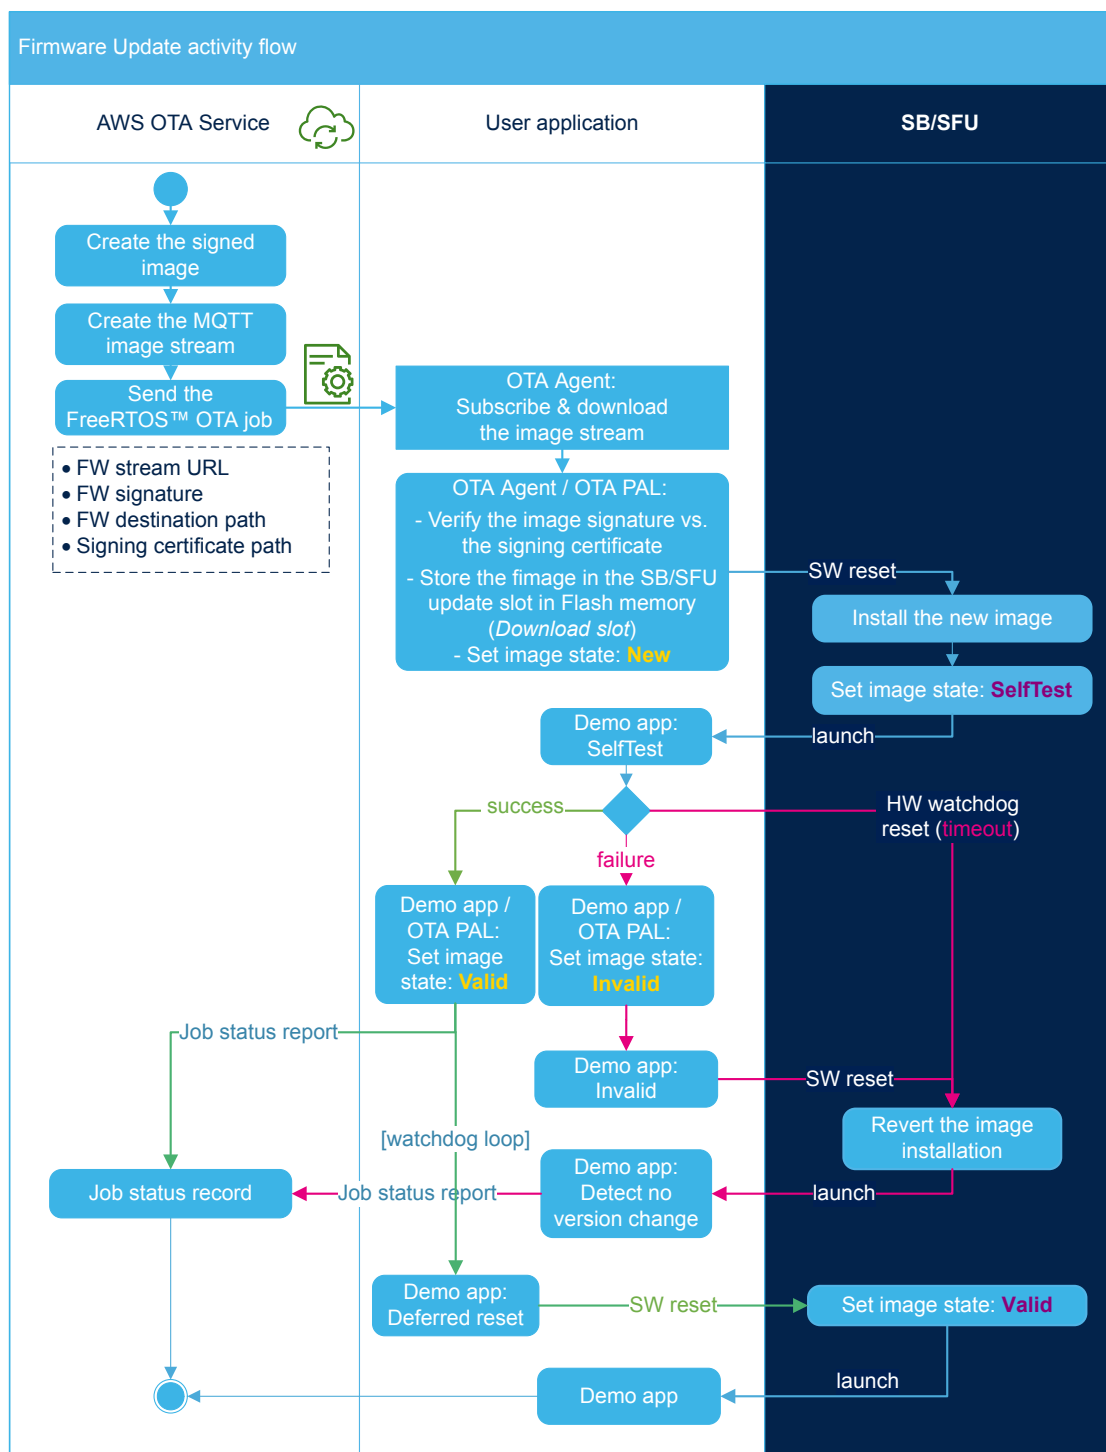 Firmware Update activity flow
AWS OTA Service
User application
SB/SFU
Create the signed
image
Create the MQTT
image stream
Send the
FreeRTOS™ OTA job
• FW stream URL
• FW signature
• FW destination path
• Signing certificate path
OTA Agent:
Subscribe & download
the image stream
OTA Agent / OTA PAL:
- Verify the image signature vs.
the signing certificate
- Store the fimage in the SB/SFU
update slot in Flash memory
(Download slot)
- Set image state: New
SW reset
Install the new image
Set image state: SelfTest
launch
Demo app:
SelfTest
success
failure
HW watchdog
reset (timeout)
Demo app /
OTA PAL:
Set image
state: Valid
Demo app /
OTA PAL:
Set image state:
Invalid
Job status report
Demo app:
Invalid
SW reset
Revert the image
installation
[watchdog loop]
launch
Demo app:
Detect no
version change
Job status report
Job status record
Demo app:
Deferred reset
SW reset
Set image state: Valid
launch
Demo app